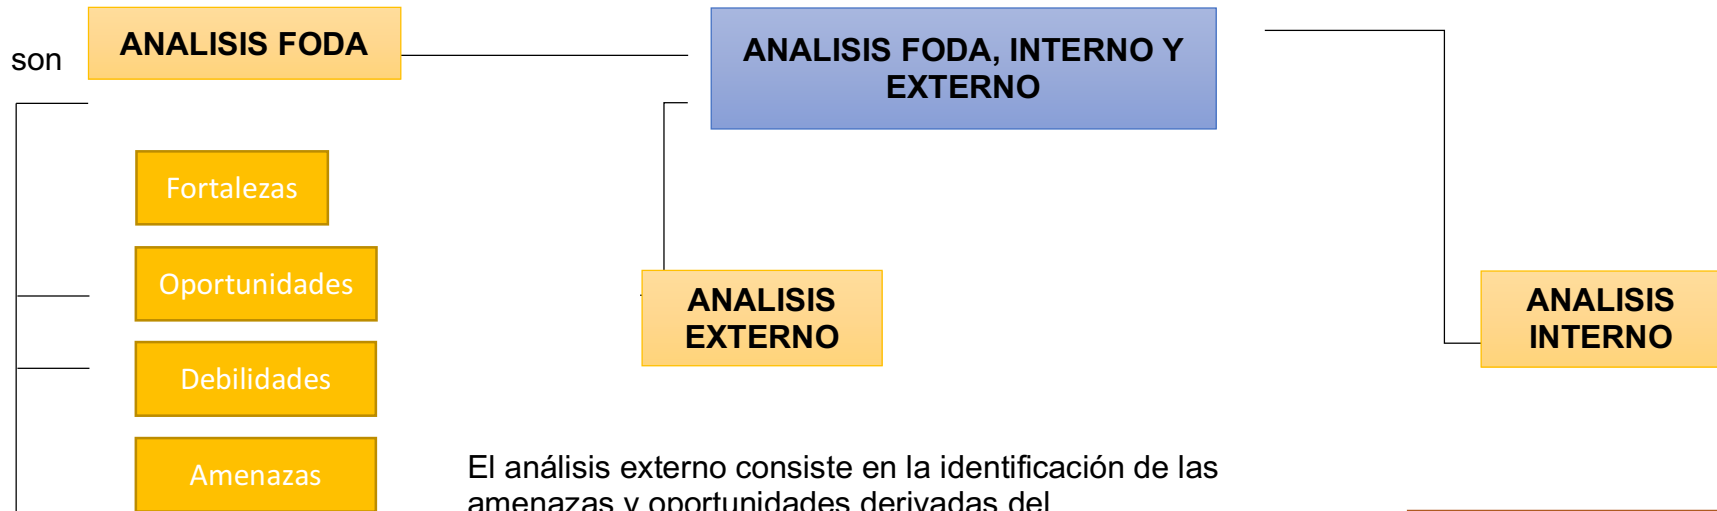 son
ANALISIS FODA
ANALISIS FODA, INTERNO Y
EXTERNO
Fortalezas
Oportunidades
Debilidades
Amenazas
ANALISIS
EXTERNO
ANALISIS
INTERNO
El análisis externo consiste en la identificación de las
amenazas y oportunidades derivadas del